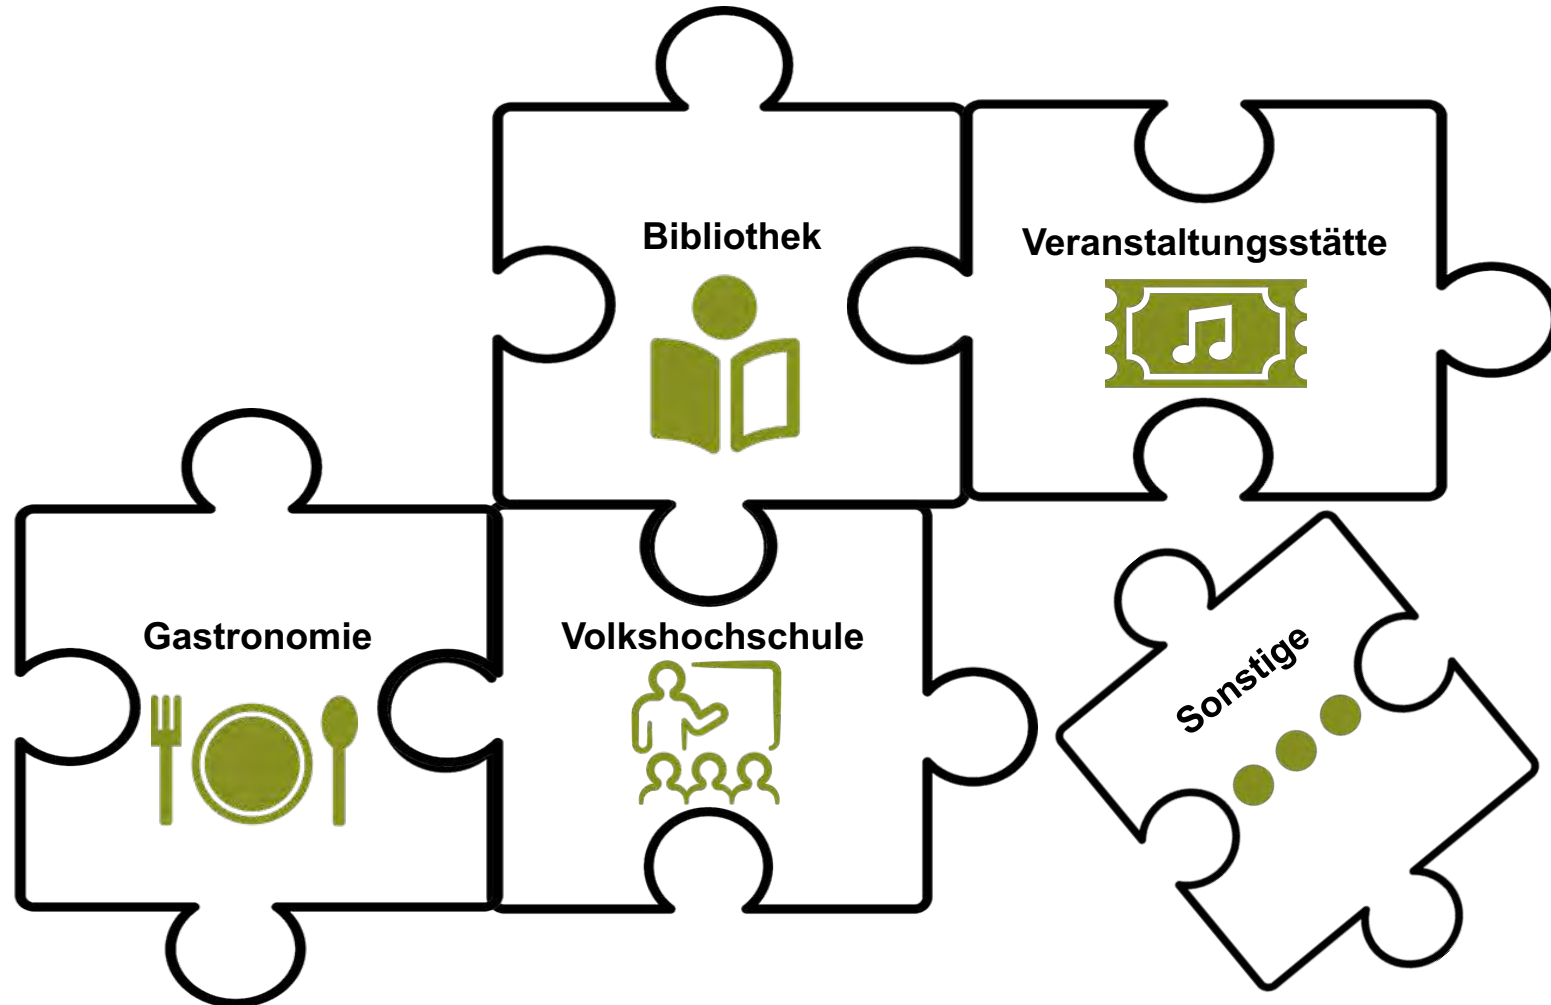 Bibliothek
Veranstaltungsstätte
Gastronomie
Volkshochschule
Sonstige